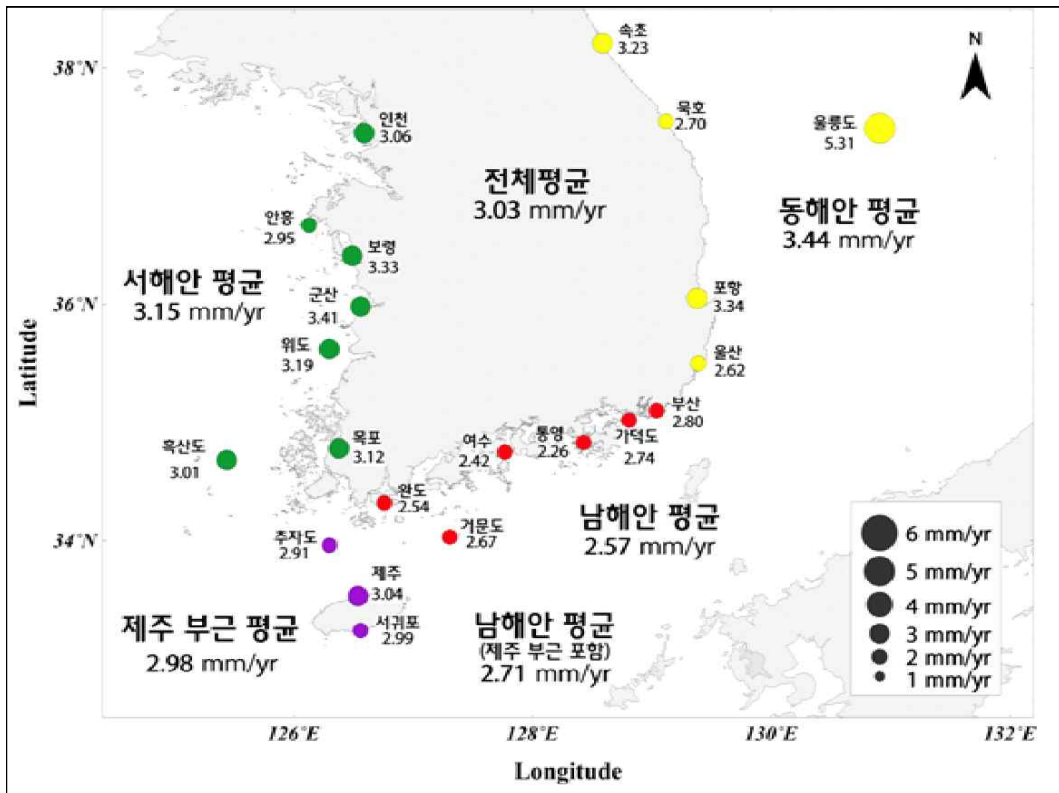 속초
3.23
N
38°N
묵호
2.70
울릉도
5.31
인천
3.06
전체평균
3.03 mm/yr
동해안 평균
3.44 mm/yr
안흥
2.95
보령
3.33
서해안 평균
3.15 mm/yr
군산
3.41
포항
3.34
36°N
위도
3.19
울산
2.62
Latitude
부산
2.80
가덕도
2.74
통영
2.26
여수
2.42
목포
3.12
흑산도
3.01
완도
2.54
거문도
2.67
남해안 평균
2.57 mm/yr
34°N
추자도
2.91
제주
3.04
서귀포
2.99
제주 부근 평균
2.98 mm/yr
남해안 평균
(제주 부근 포함)
2.71 mm/yr
6 mm/yr
5 mm/yr
4 mm/yr
3 mm/yr
2 mm/yr
1 mm/yr
126°E
128°E
130°E
132°E
Longitude